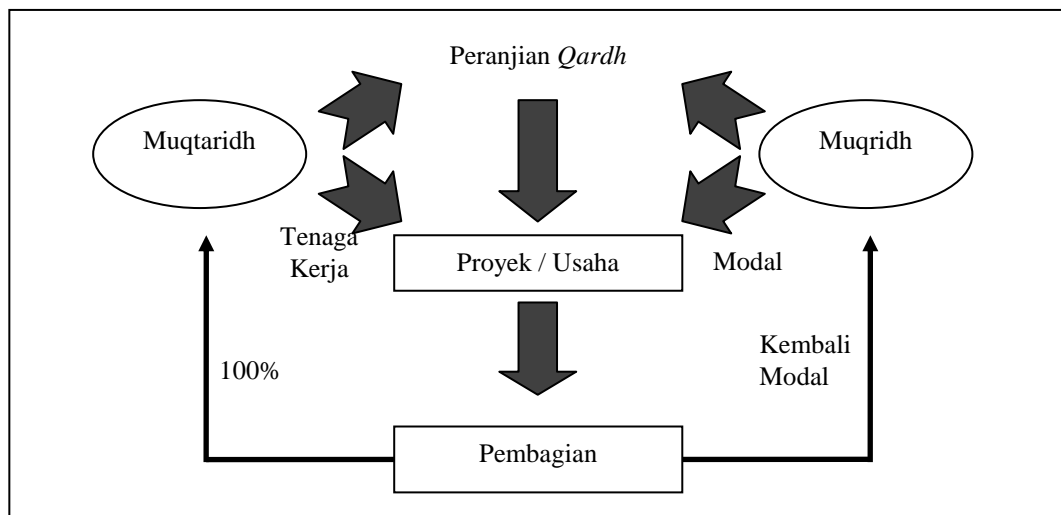 Peranjian Qardh
Muqtaridh
Muqridh
Tenaga
Kerja
Proyek / Usaha
Modal
100%
Kembali
Modal
Pembagian